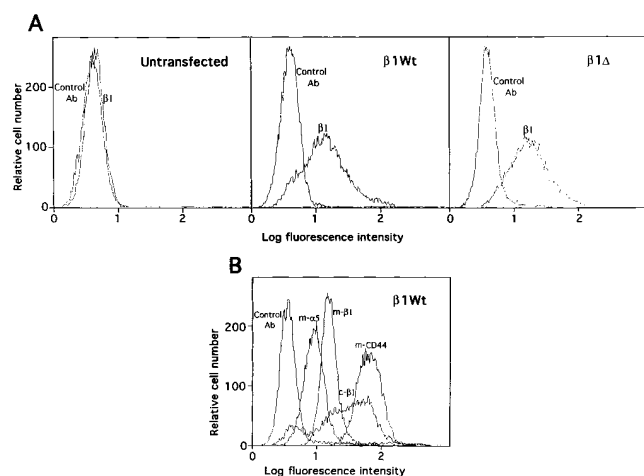 A
Untransfected
β1Wt
β1Δ
Relative cell number
200
100
0
Control
Ab
β1
Control
Ab
β1
Control
Ab
β1
0 1 2 0 1 2 0 1 2
Log fluorescence intensity
B
β1Wt
Relative cell number
200
100
0
Control
Ab
m-α5
m-β1
m-CD44
c-β1
0 1 2
Log fluorescence intensity